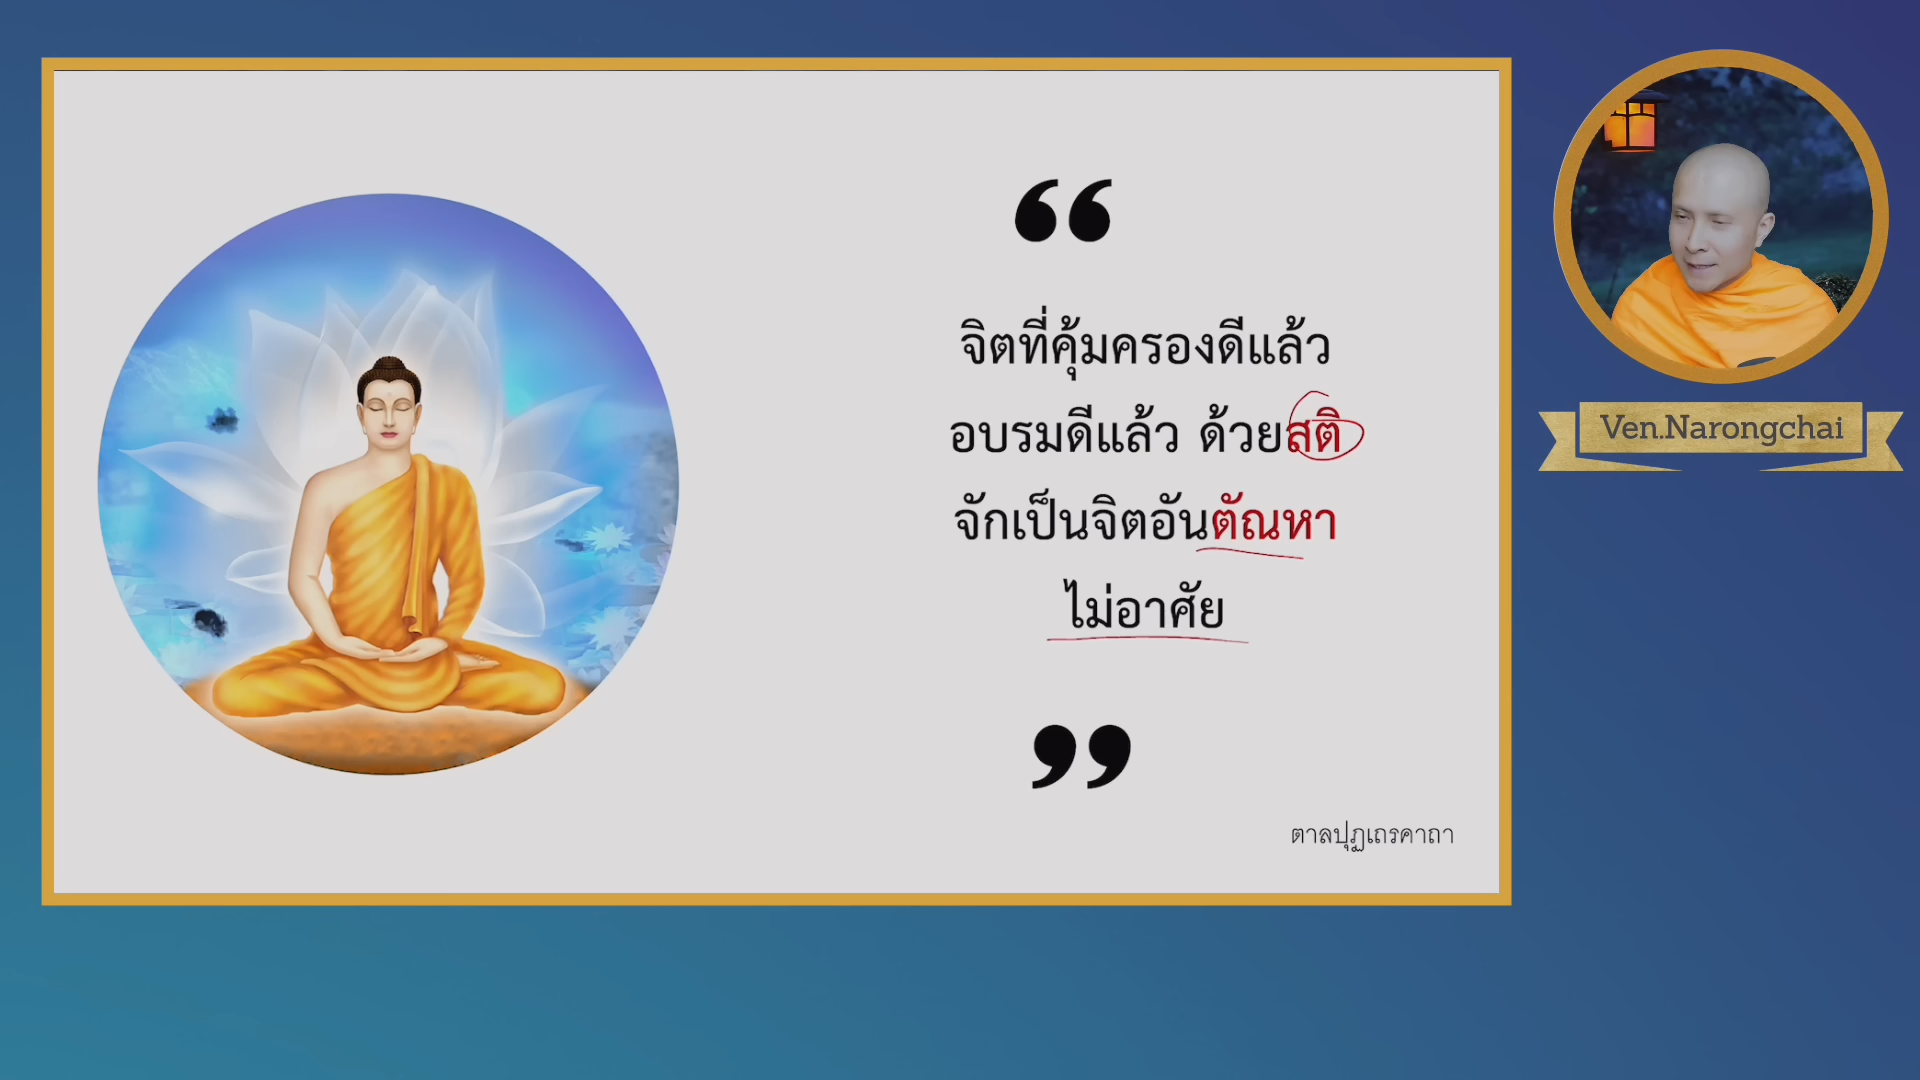 “
จิตที่คุ้มครองดีแล้ว
อบรมดีแล้ว ด้วยสติ
จักเป็นจิตอันตัณหา
ไม่อาศัย
”
ตาลปุฏเถรคาถา
Ven.Narongchai